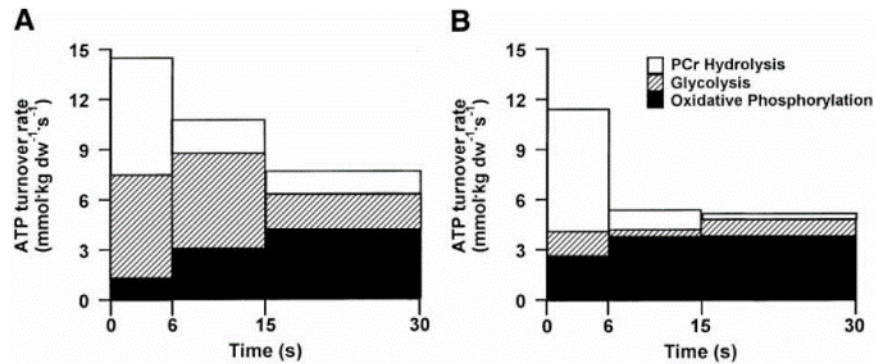 A
ATP turnover rate
(mmol·kg dw⁻¹·s⁻¹)
15
12
9
6
3
0
0 6 15 30
Time (s)
B
ATP turnover rate
(mmol·kg dw⁻¹·s⁻¹)
15
12
9
6
3
0
PCr Hydrolysis
Glycolysis
Oxidative Phosphorylation
0 6 15 30
Time (s)